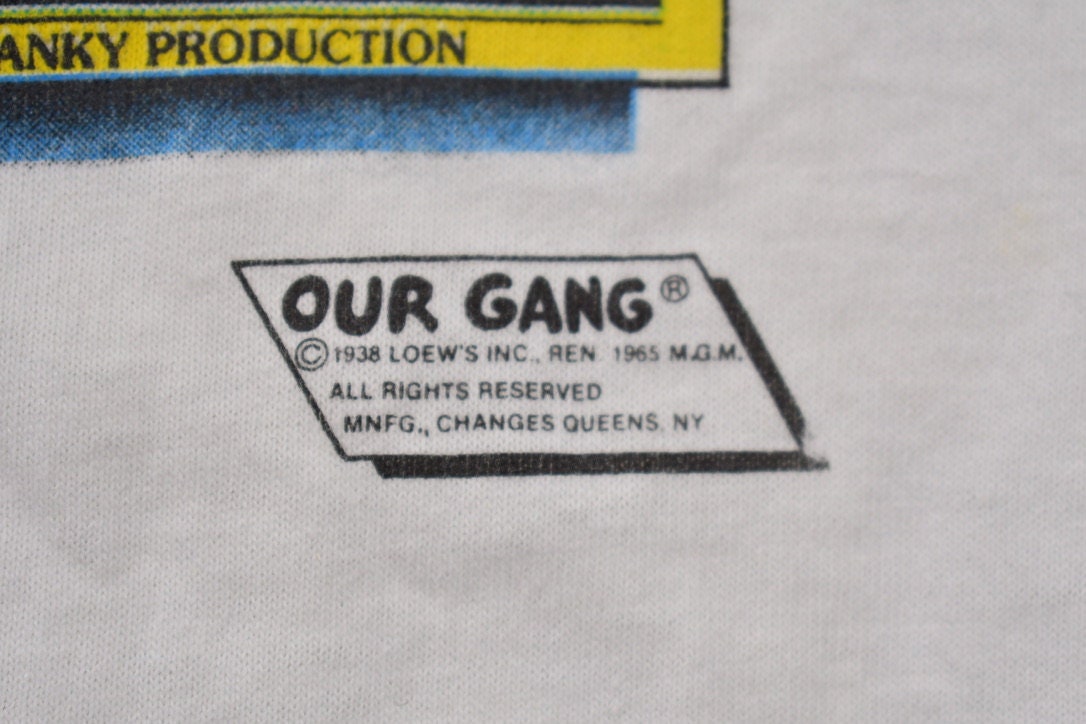 ANKY PRODUCTION
OUR GANG®
©1938 LOEW'S INC., REN. 1965 M.G.M.
ALL RIGHTS RESERVED
MNFG., CHANGES QUEENS, NY